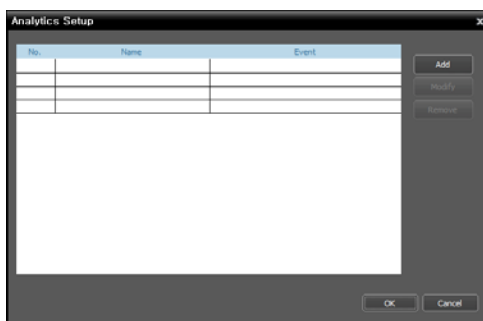 Analytics Setup x
No. Name Event
Add
Modify
Remove
OK Cancel